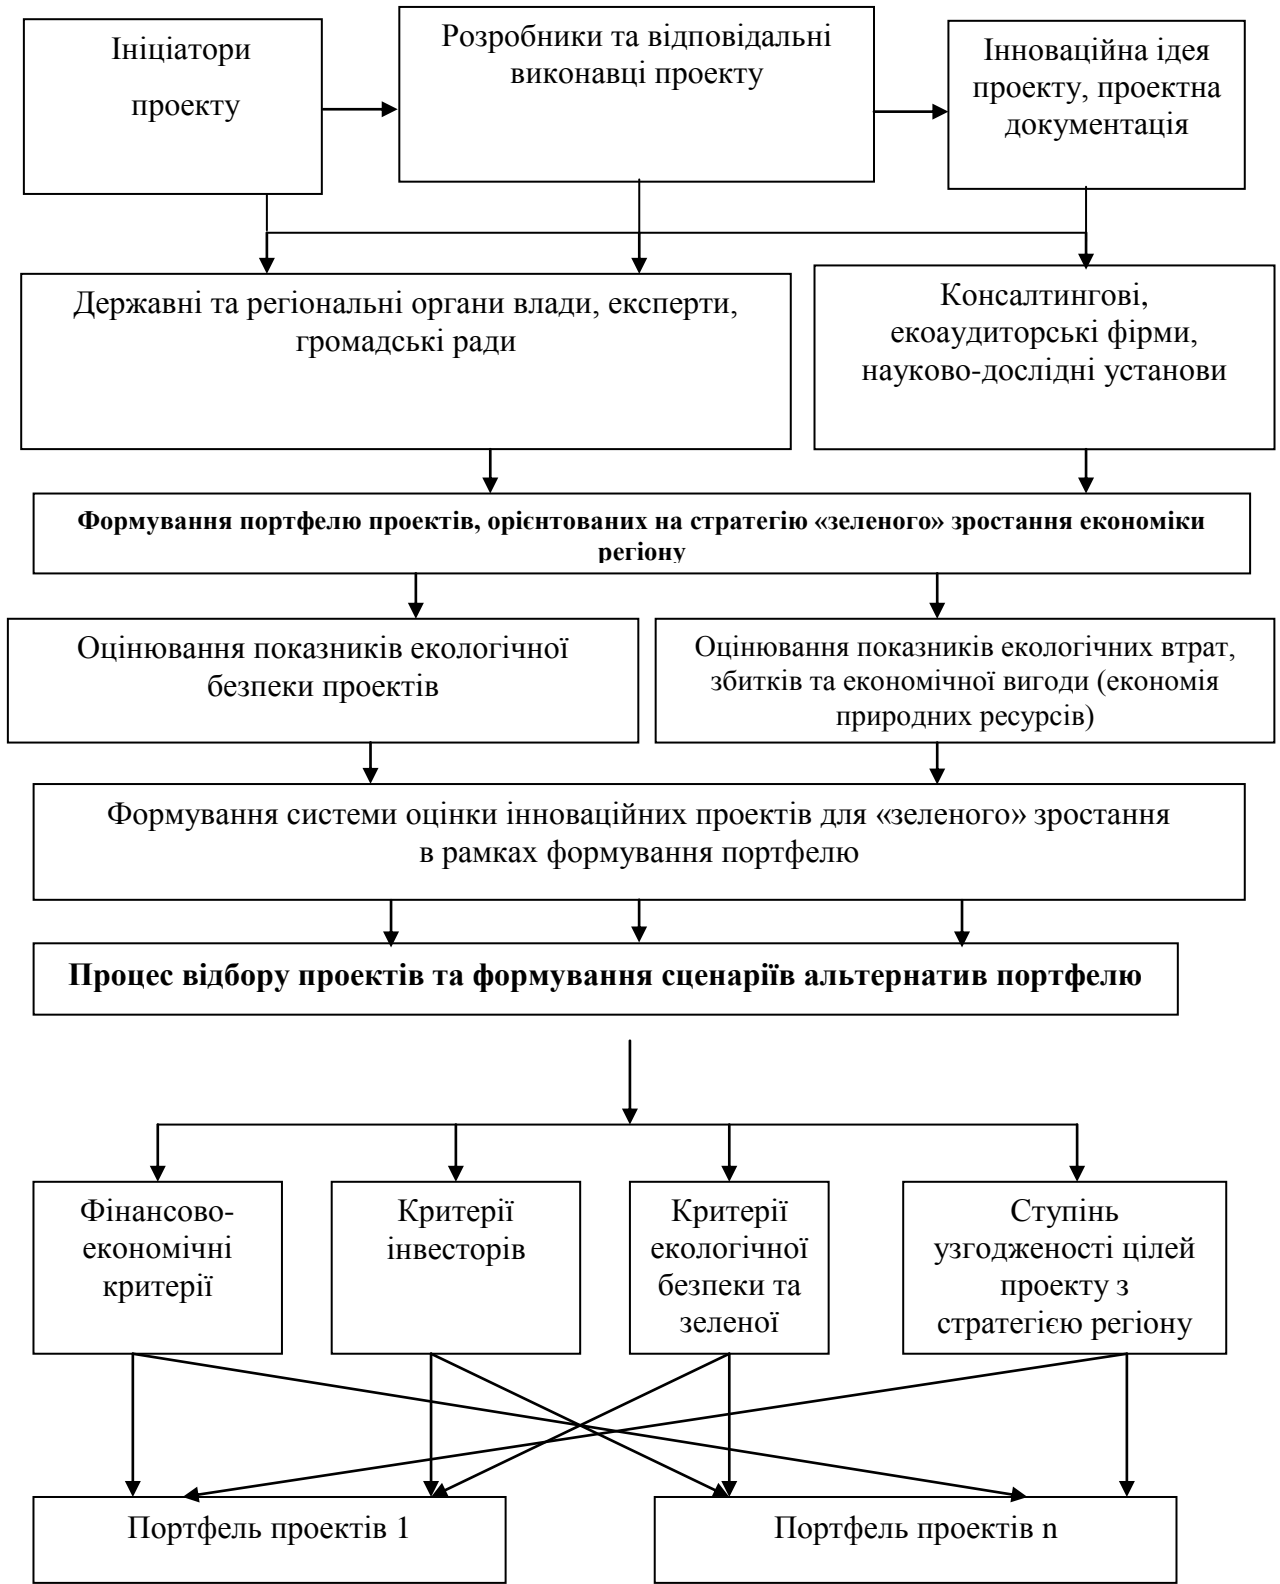 Ініціатори
проекту
Розробники та відповідальні
виконавці проекту
Інноваційна ідея
проекту, проектна
документація
Державні та регіональні органи влади, експерти,
громадські ради
Консалтингові,
екоаудиторські фірми,
науково-дослідні установи
Формування портфелю проектів, орієнтованих на стратегію «зеленого» зростання економіки
регіону
Оцінювання показників екологічної
безпеки проектів
Оцінювання показників екологічних втрат,
збитків та економічної вигоди (економія
природних ресурсів)
Формування системи оцінки інноваційних проектів для «зеленого» зростання
в рамках формування портфелю
Процес відбору проектів та формування сценаріїв альтернатив портфелю
Фінансово-
економічні
критерії
Критерії
інвесторів
Критерії
екологічної
безпеки та
зеленої
Ступінь
узгодженості цілей
проекту з
стратегією регіону
Портфель проектів 1
Портфель проектів n